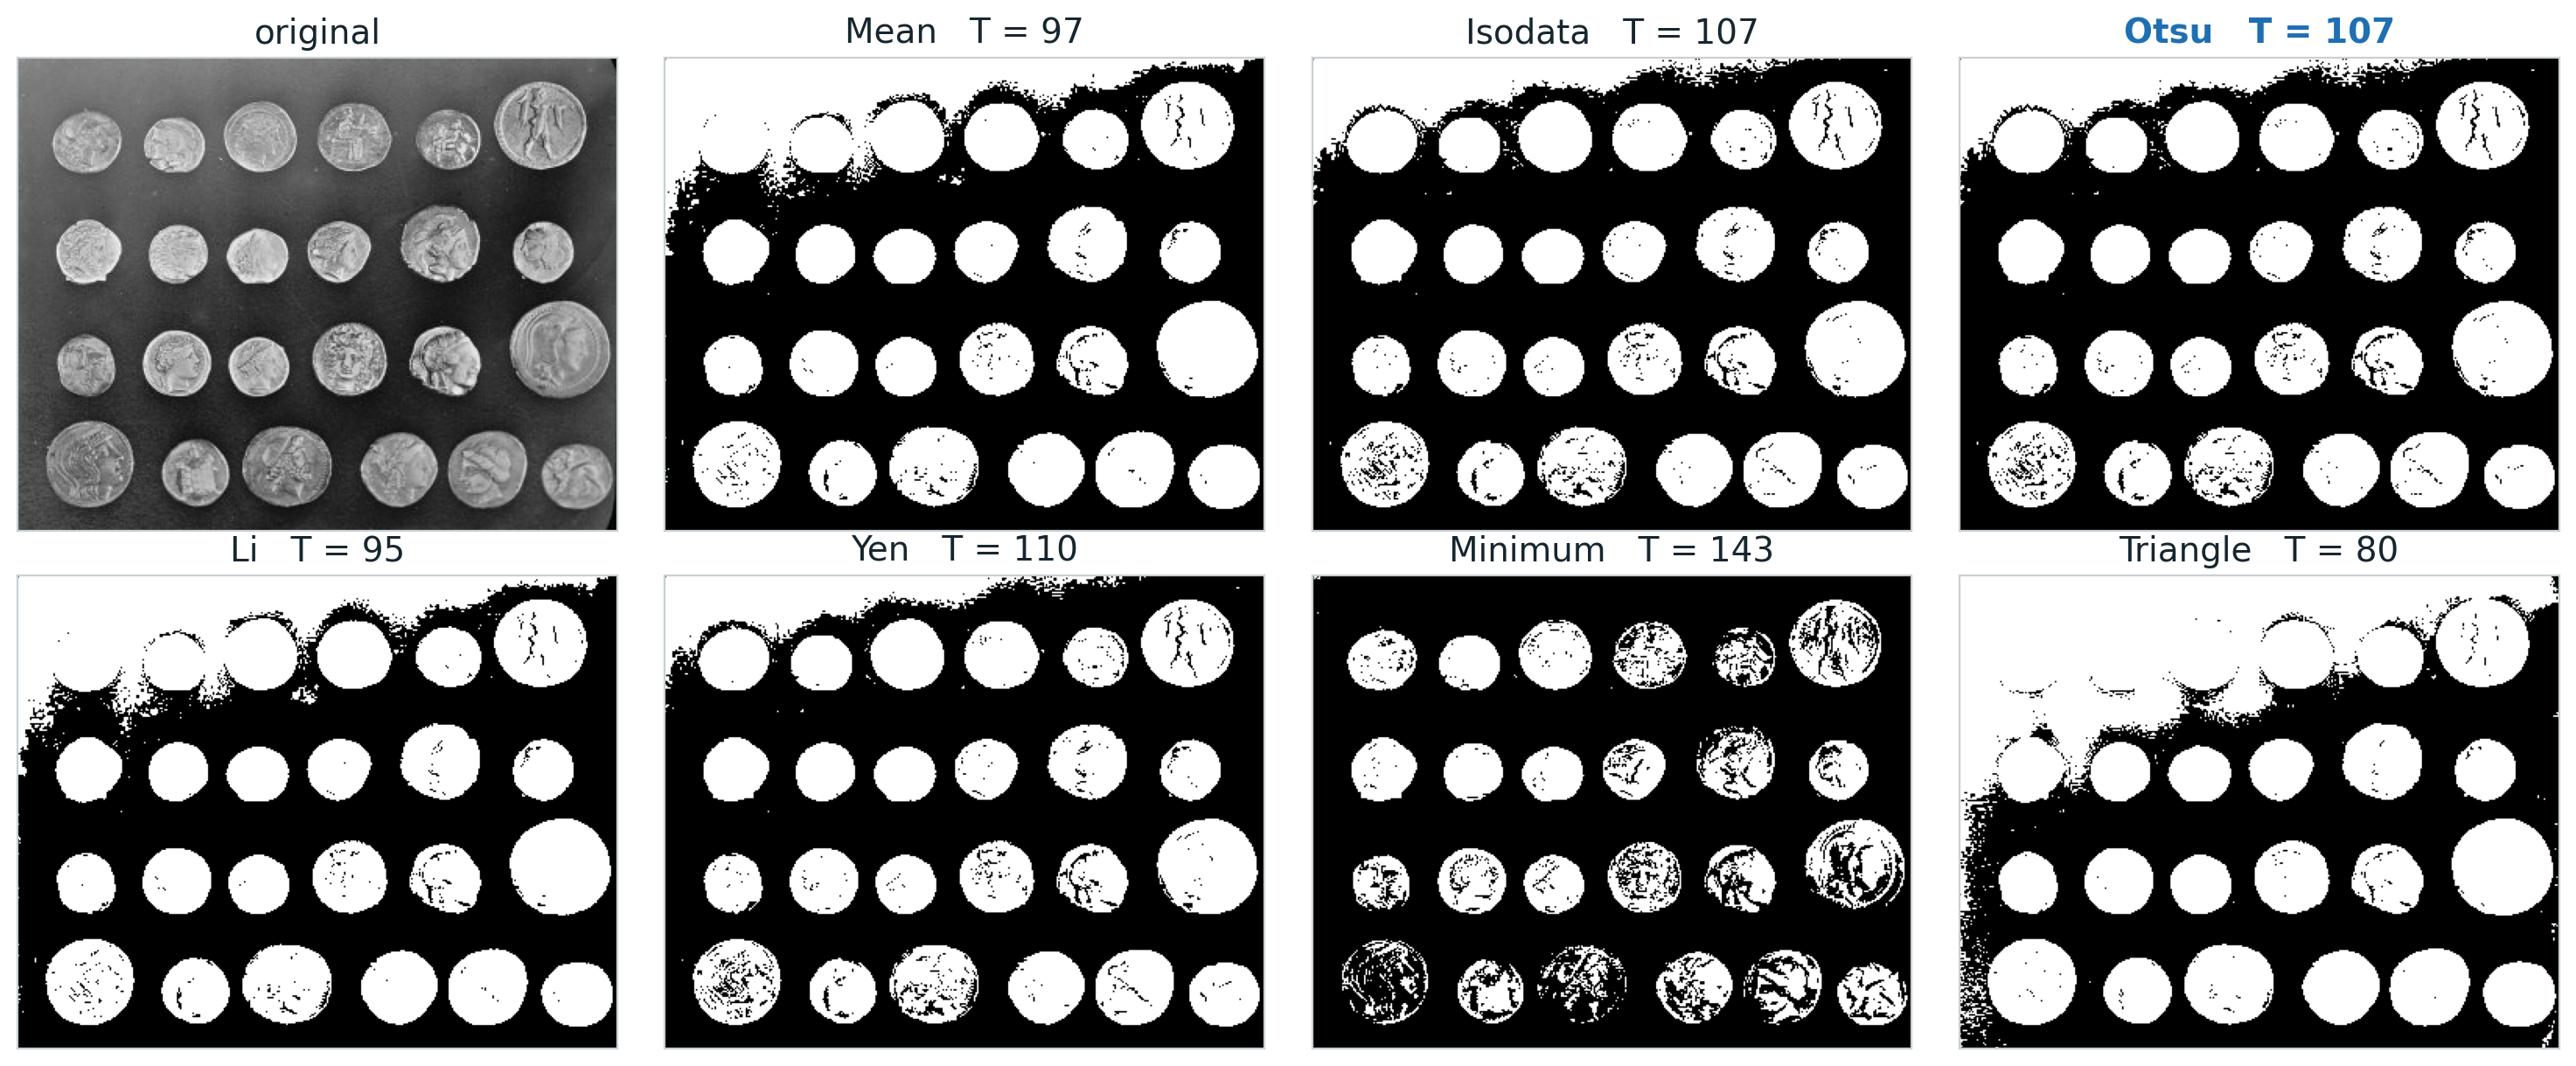 original
Mean T = 97
Isodata T = 107
Otsu T = 107
Li T = 95
Yen T = 110
Minimum T = 143
Triangle T = 80